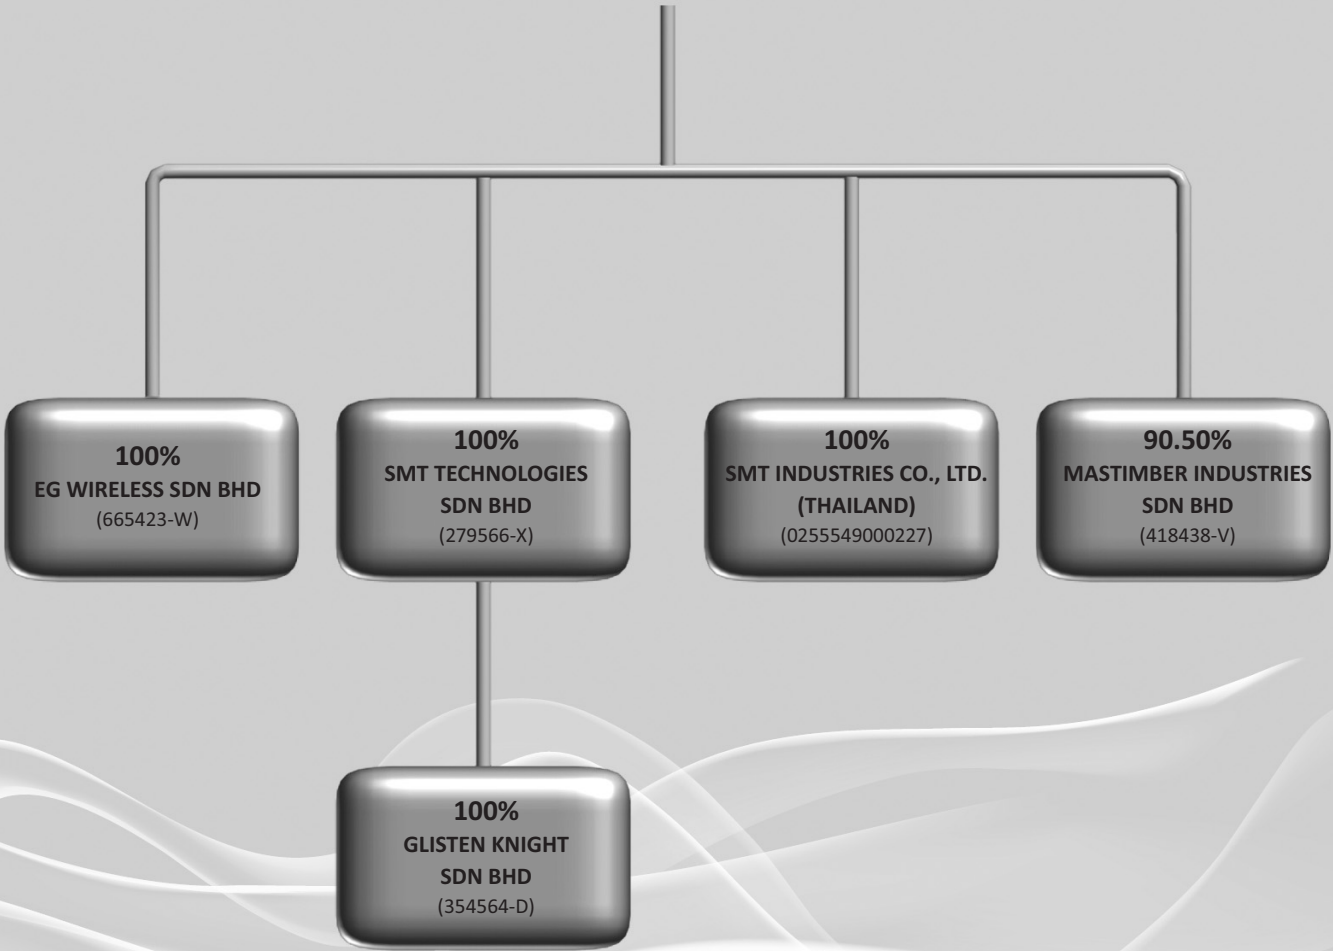 100%
EG WIRELESS SDN BHD
(665423-W)
100%
SMT TECHNOLOGIES
SDN BHD
(279566-X)
100%
SMT INDUSTRIES CO., LTD.
(THAILAND)
(0255549000227)
90.50%
MASTIMBER INDUSTRIES
SDN BHD
(418438-V)
100%
GLISTEN KNIGHT
SDN BHD
(354564-D)